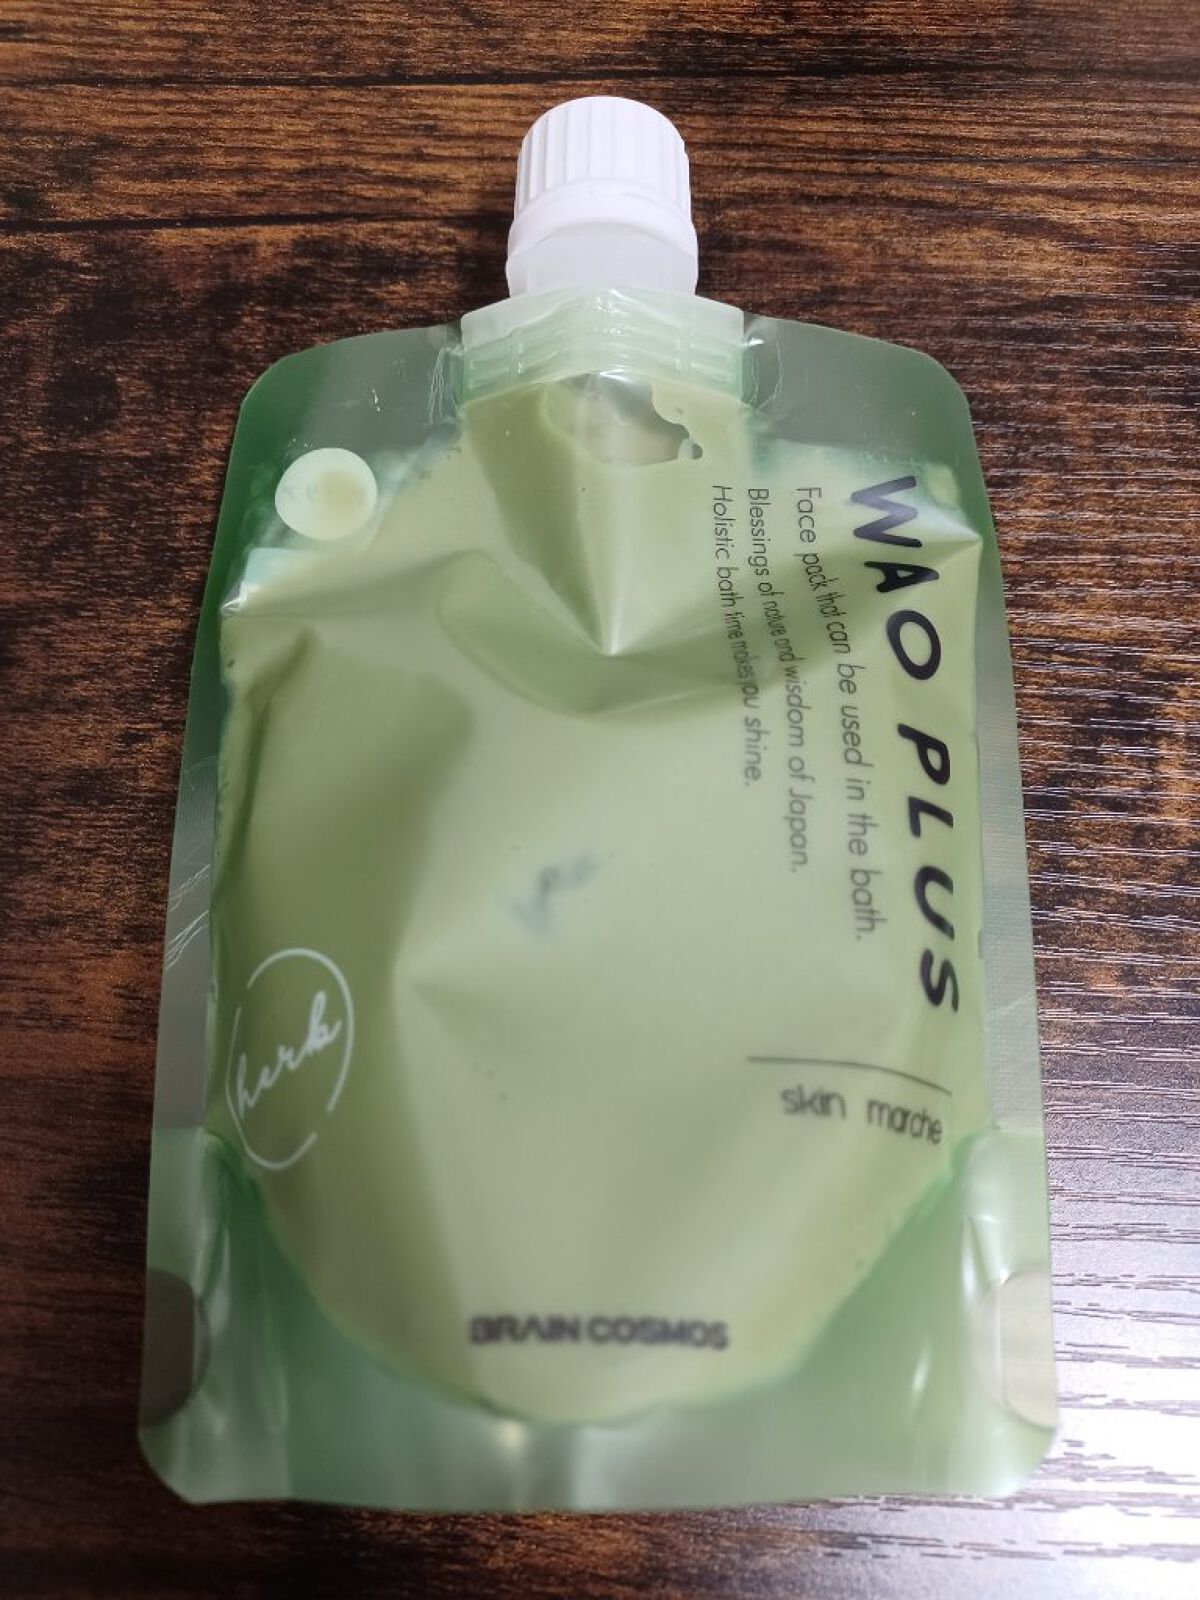 WAO PLUS
Face pack that can be used in the bath.
Blessings of nature and wisdom of Japan.
Holistic bath time makes you shine.
skin marche
herb
BRAIN COSMOS